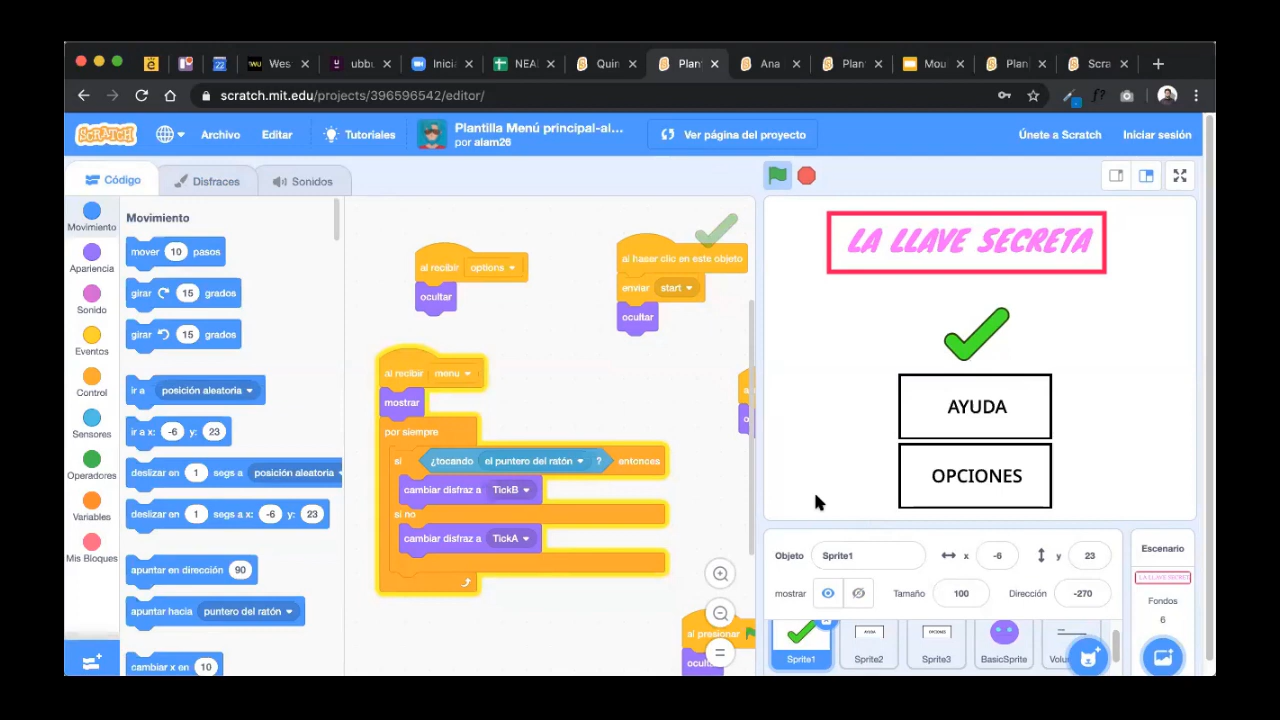 Wes
ubbu
Inicia
NEAL
Quin
Plant
Ana
Plant
Mou
Plan
Scra
scratch.mit.edu/projects/396596542/editor/
SCRATCH
Archivo
Editar
Tutoriales
Plantilla Menú principal-al...
por alam26
Ver página del proyecto
Únete a Scratch
Iniciar sesión
Código
Disfraces
Sonidos
Movimiento
Apariencia
Sonido
Eventos
Control
Sensores
Operadores
Variables
Mis Bloques
Movimiento
mover 10 pasos
girar 15 grados
girar 15 grados
ir a posición aleatoria
ir a x: -6 y: 23
deslizar en 1 segs a posición aleatoria
deslizar en 1 segs a x: -6 y: 23
apuntar en dirección 90
apuntar hacia puntero del ratón
cambiar x en 10
al recibir options
ocultar
al haser clic en este objeto
enviar start
ocultar
al recibir menu
mostrar
por siempre
si ¿tocando el puntero del ratón ? entonces
cambiar disfraz a TickB
si no
cambiar disfraz a TickA
al presionar
LA LLAVE SECRETA
AYUDA
OPCIONES
Objeto Sprite1 x -6 y 23
mostrar Tamaño 100 Dirección -270
Sprite1
Sprite2
Sprite3
BasicSprite
Escenario
Fondos
6